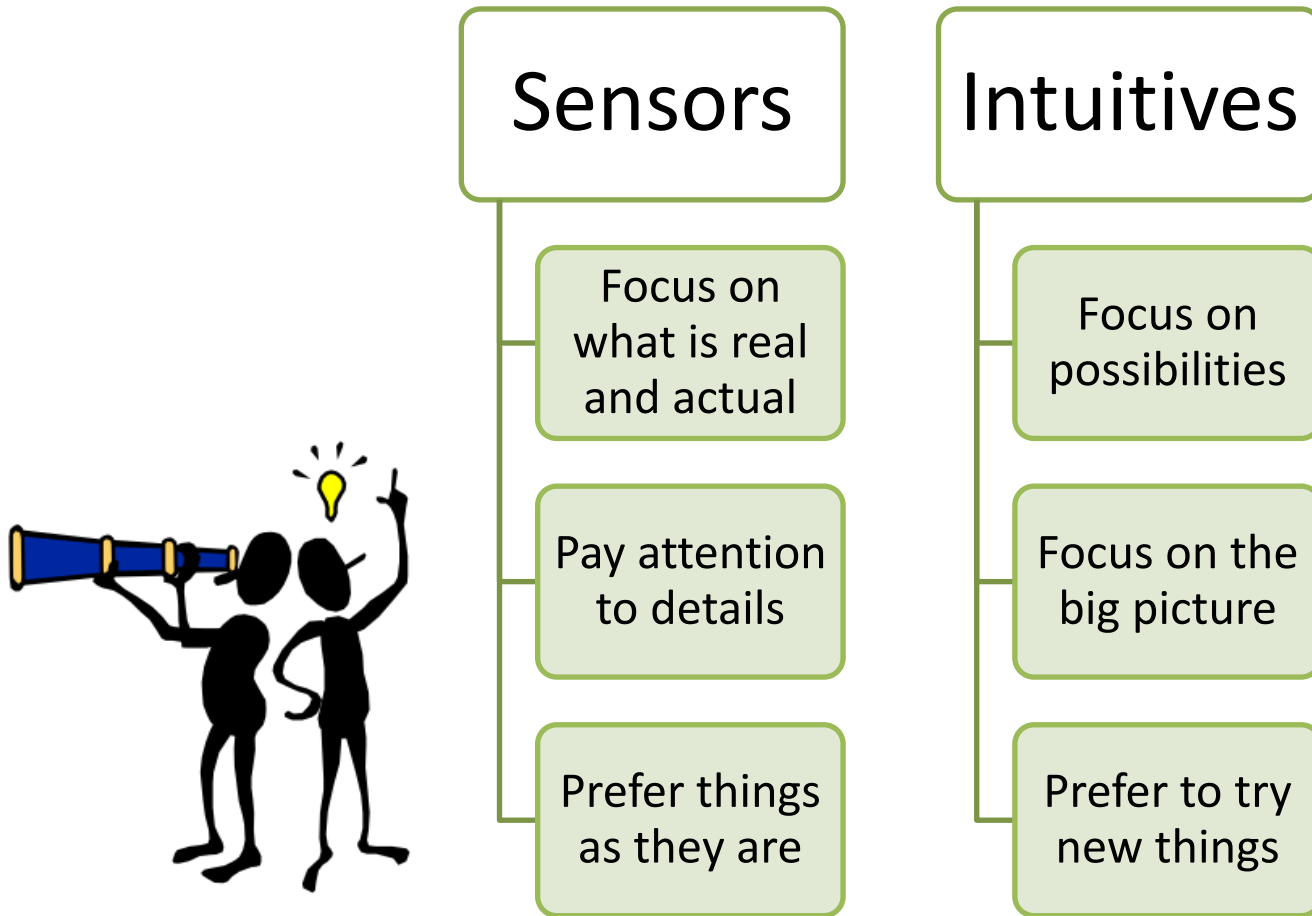 Sensors
Focus on
what is real
and actual
Pay attention
to details
Prefer things
as they are
Intuitives
Focus on
possibilities
Focus on the
big picture
Prefer to try
new things